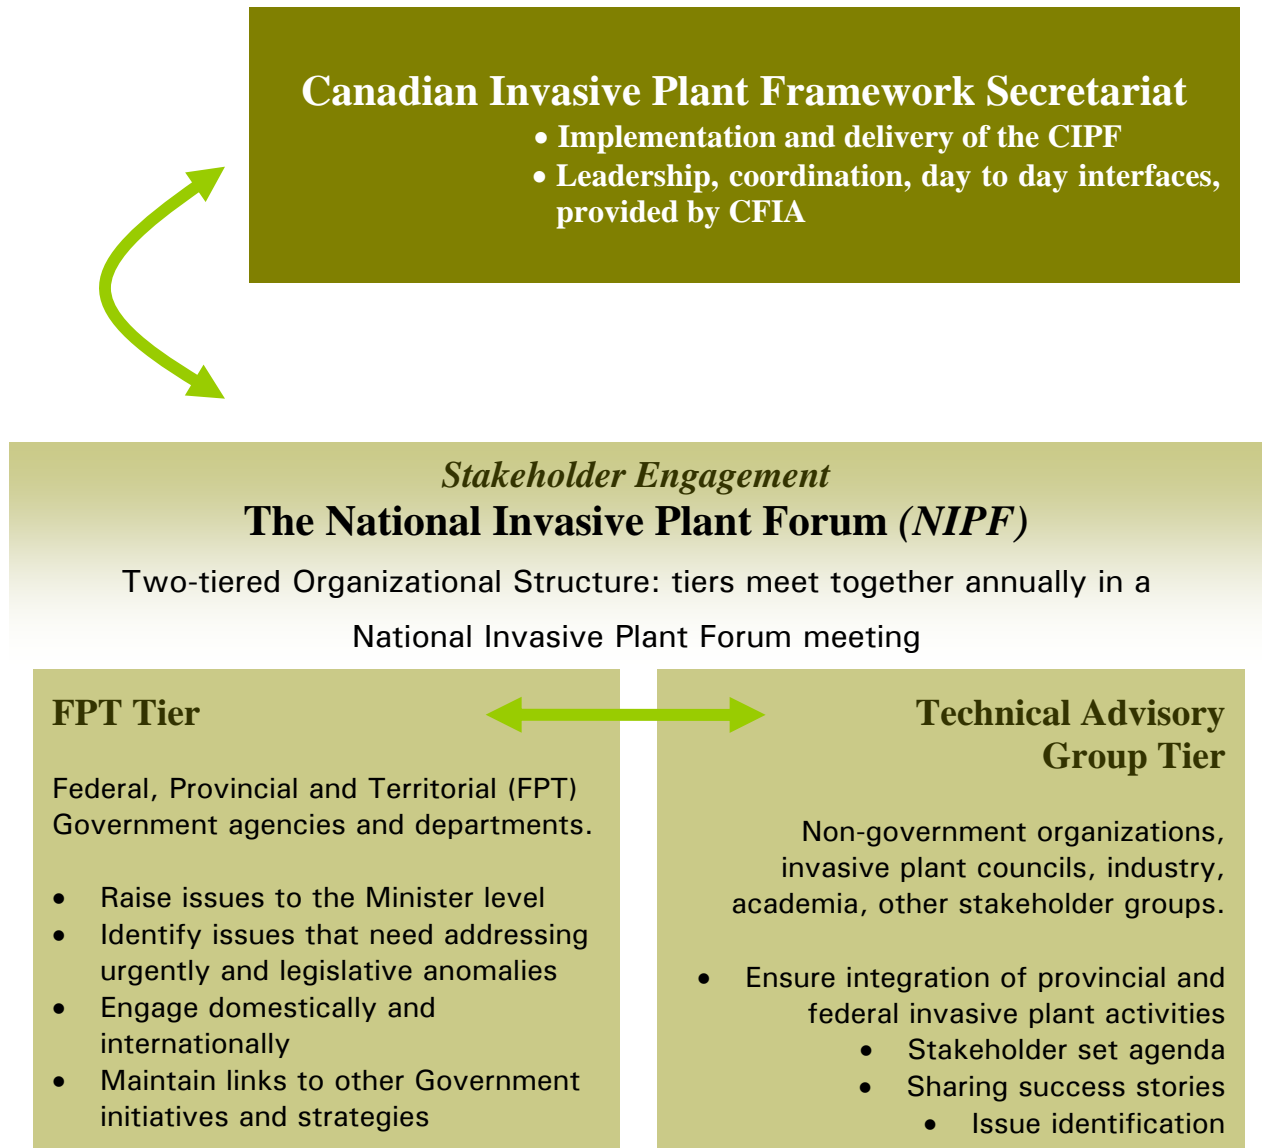 Canadian Invasive Plant Framework Secretariat
• Implementation and delivery of the CIPF
• Leadership, coordination, day to day interfaces,
provided by CFIA
Stakeholder Engagement
The National Invasive Plant Forum (NIPF)
Two-tiered Organizational Structure: tiers meet together annually in a
National Invasive Plant Forum meeting
FPT Tier
Federal, Provincial and Territorial (FPT)
Government agencies and departments.
• Raise issues to the Minister level
• Identify issues that need addressing
urgently and legislative anomalies
• Engage domestically and
internationally
• Maintain links to other Government
initiatives and strategies
Technical Advisory
Group Tier
Non-government organizations,
invasive plant councils, industry,
academia, other stakeholder groups.
• Ensure integration of provincial and
federal invasive plant activities
• Stakeholder set agenda
• Sharing success stories
• Issue identification